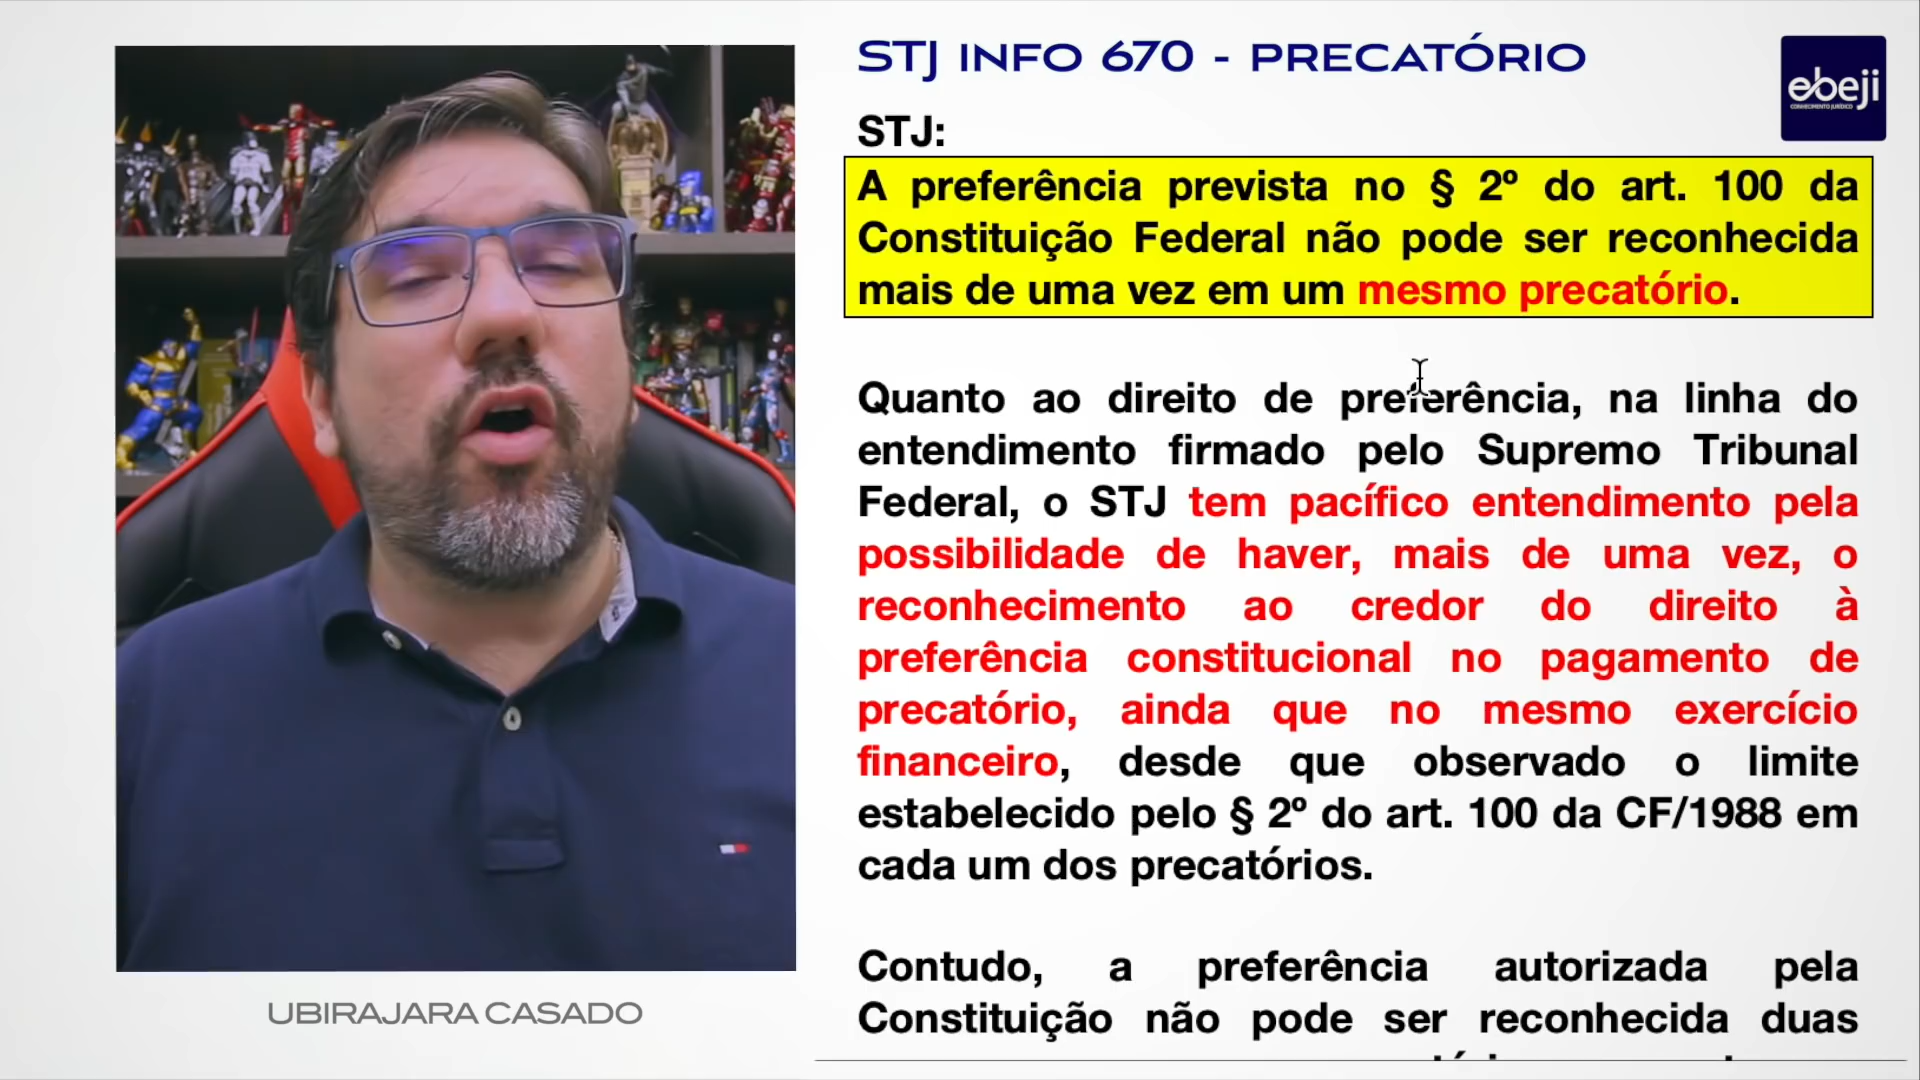 STJ INFO 670 - PRECATÓRIO
ebeji
CONHECIMENTO JURÍDICO
STJ:
A preferência prevista no § 2º do art. 100 da
Constituição Federal não pode ser reconhecida
mais de uma vez em um mesmo precatório.
Quanto ao direito de preferência, na linha do
entendimento firmado pelo Supremo Tribunal
Federal, o STJ tem pacífico entendimento pela
possibilidade de haver, mais de uma vez, o
reconhecimento ao credor do direito à
preferência constitucional no pagamento de
precatório, ainda que no mesmo exercício
financeiro, desde que observado o limite
estabelecido pelo § 2º do art. 100 da CF/1988 em
cada um dos precatórios.
Contudo, a preferência autorizada pela
Constituição não pode ser reconhecida duas
UBIRAJARA CASADO